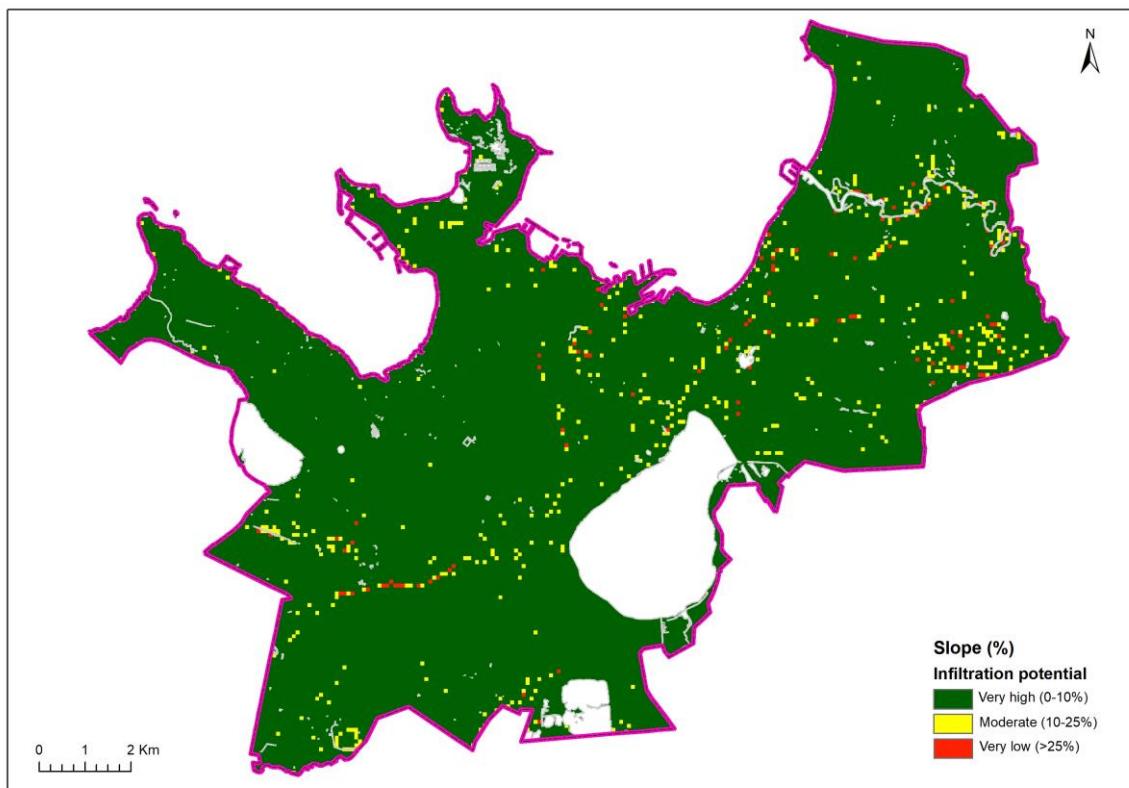 N
Slope (%)
Infiltration potential
Very high (0-10%)
Moderate (10-25%)
Very low (>25%)
0 1 2 Km